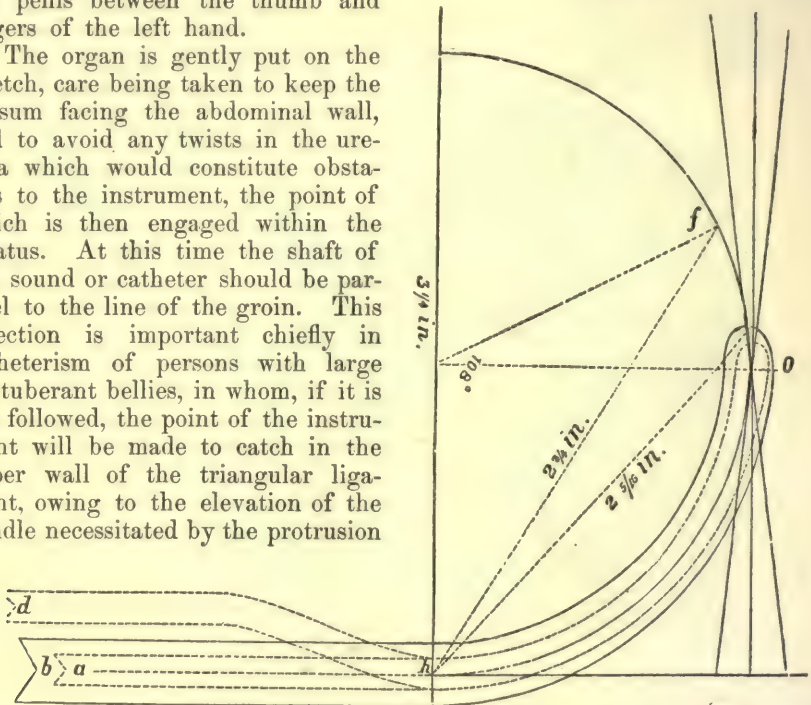 penis between the thumb and
gers of the left hand.
The organ is gently put on the
etch, care being taken to keep the
sum facing the abdominal wall,
l to avoid any twists in the ure-
a which would constitute obsta-
s to the instrument, the point of
ich is then engaged within the
atus. At this time the shaft of
sound or catheter should be par-
el to the line of the groin. This
ection is important chiefly in
heterism of persons with large
tuberant bellies, in whom, if it is
followed, the point of the instru-
nt will be made to catch in the
per wall of the triangular liga-
nt, owing to the elevation of the
ndle necessitated by the protrusion
f
3¼ in.
108°
O
2¾ in.
2 5/16 in.
d
b a h